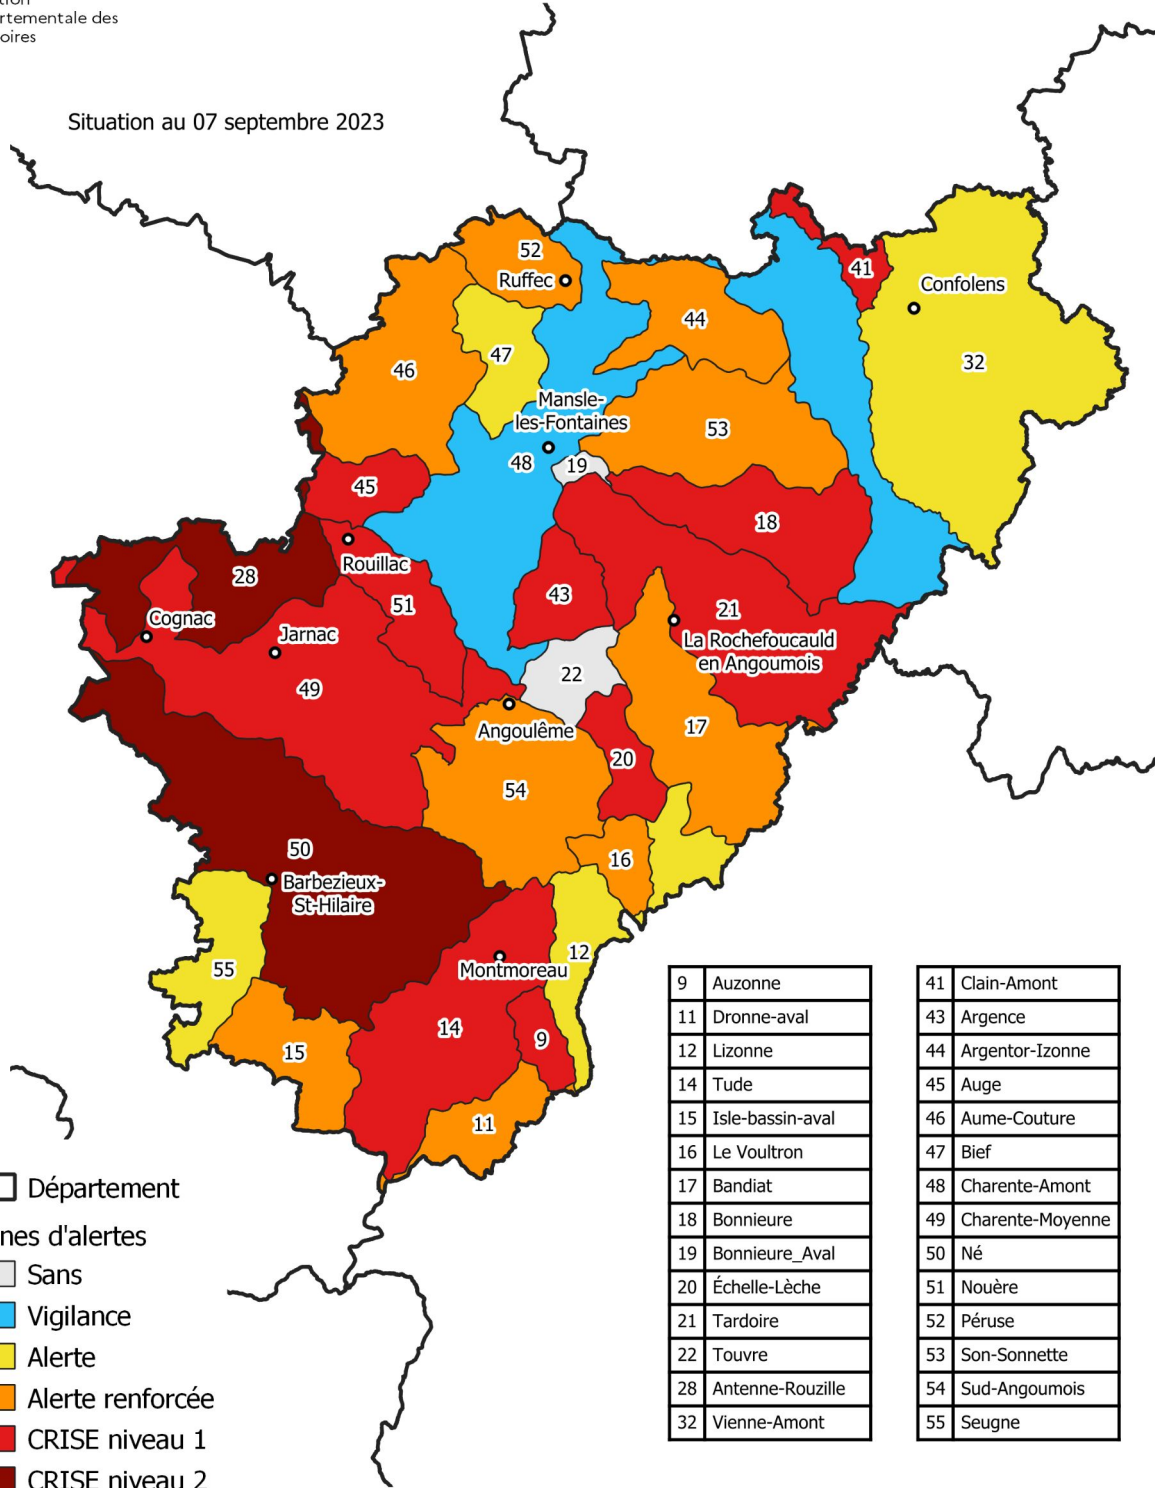 rtementale des
oires
Situation au 07 septembre 2023
52
Ruffec
41
Confolens
44
47
46
32
Mansle-
les-Fontaines
53
48
19
45
18
Rouillac
28
43
51
21
Cognac
Jarnac
La Rochefoucauld
en Angoumois
22
49
17
Angoulême
20
54
50
16
Barbezieux-
St-Hilaire
12
55
Montmoreau
14
9
15
11
9 Auzonne
11 Dronne-aval
12 Lizonne
14 Tude
15 Isle-bassin-aval
16 Le Voultron
17 Bandiat
18 Bonnieure
19 Bonnieure_Aval
20 Échelle-Lèche
21 Tardoire
22 Touvre
28 Antenne-Rouzille
32 Vienne-Amont
41 Clain-Amont
43 Argence
44 Argentor-Izonne
45 Auge
46 Aume-Couture
47 Bief
48 Charente-Amont
49 Charente-Moyenne
50 Né
51 Nouère
52 Péruse
53 Son-Sonnette
54 Sud-Angoumois
55 Seugne
Département
nes d'alertes
Sans
Vigilance
Alerte
Alerte renforcée
CRISE niveau 1
CRISE niveau 2